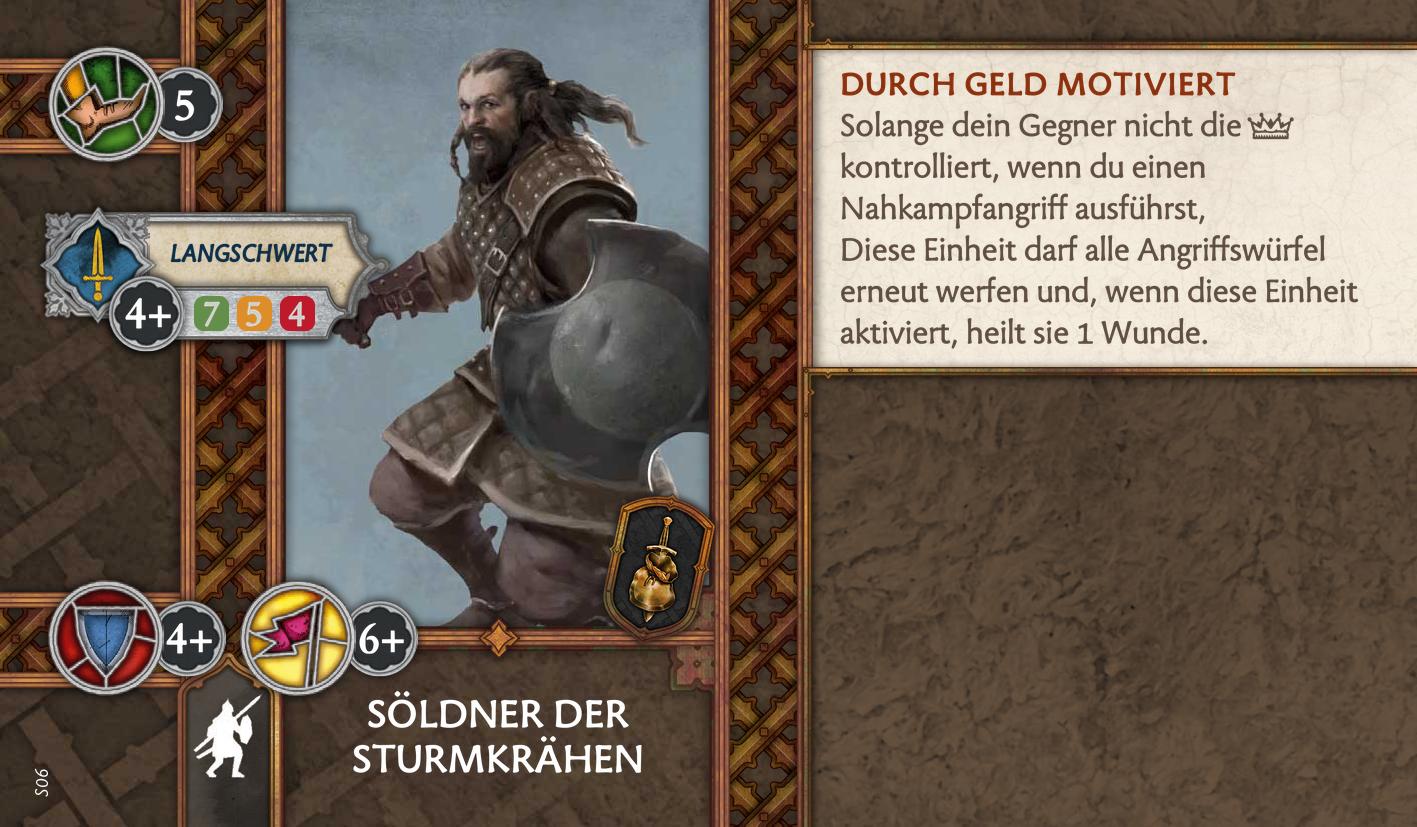 5
LANGSCHWERT
4+ 7 5 4
4+ 6+
SÖLDNER DER
STURMKRÄHEN
S06
DURCH GELD MOTIVIERT
Solange dein Gegner nicht die
kontrolliert, wenn du einen
Nahkampfangriff ausführst,
Diese Einheit darf alle Angriffswürfel
erneut werfen und, wenn diese Einheit
aktiviert, heilt sie 1 Wunde.